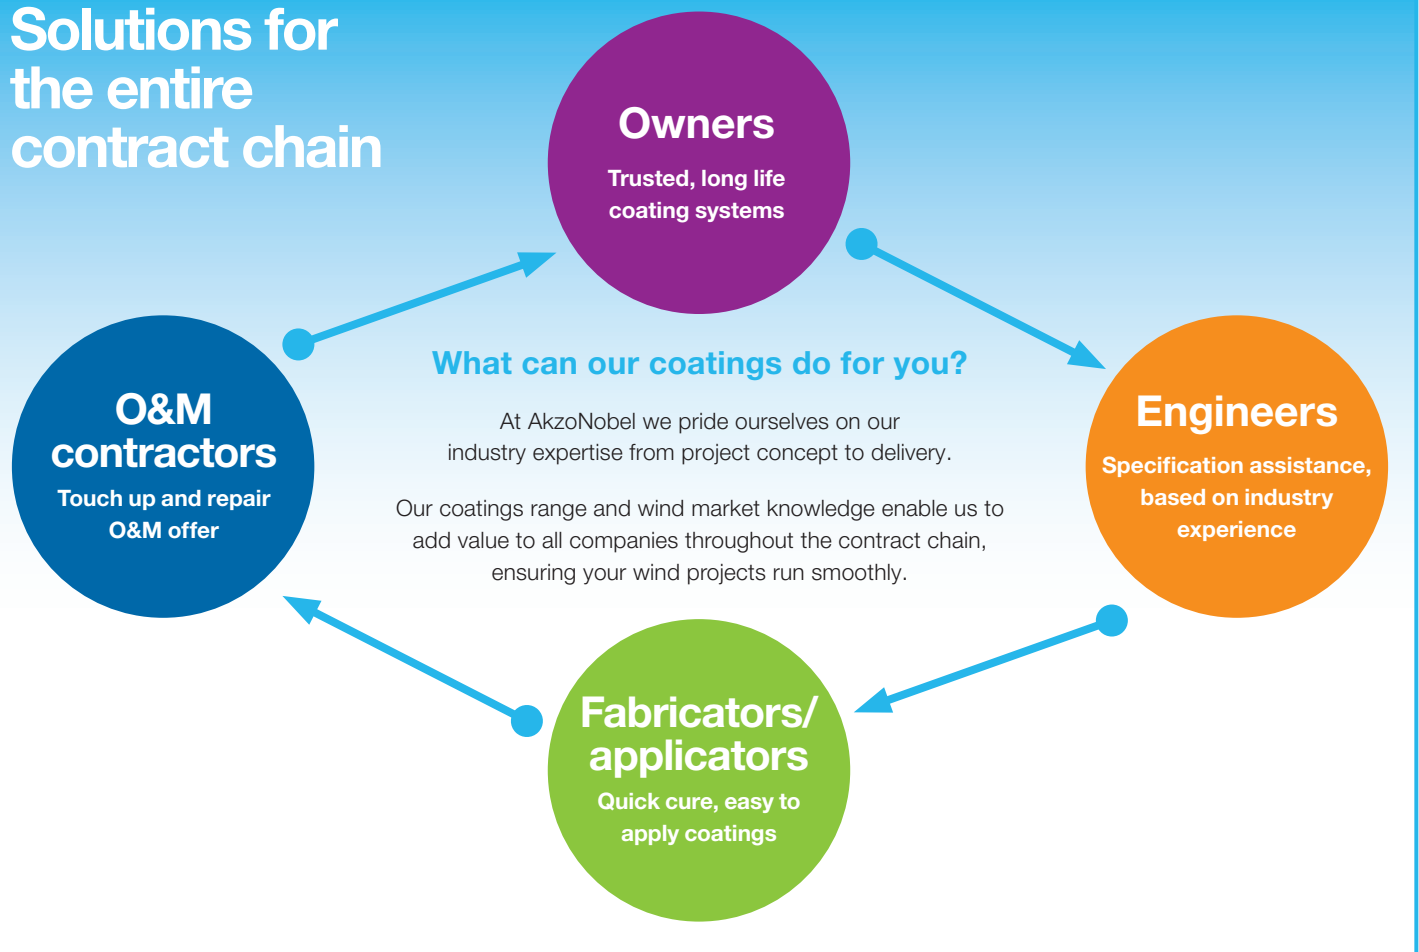 Solutions for
the entire
contract chain
Owners
Trusted, long life
coating systems
What can our coatings do for you?
At AkzoNobel we pride ourselves on our
industry expertise from project concept to delivery.
Our coatings range and wind market knowledge enable us to
add value to all companies throughout the contract chain,
ensuring your wind projects run smoothly.
Engineers
Specification assistance,
based on industry
experience
Fabricators/
applicators
Quick cure, easy to
apply coatings
O&M
contractors
Touch up and repair
O&M offer